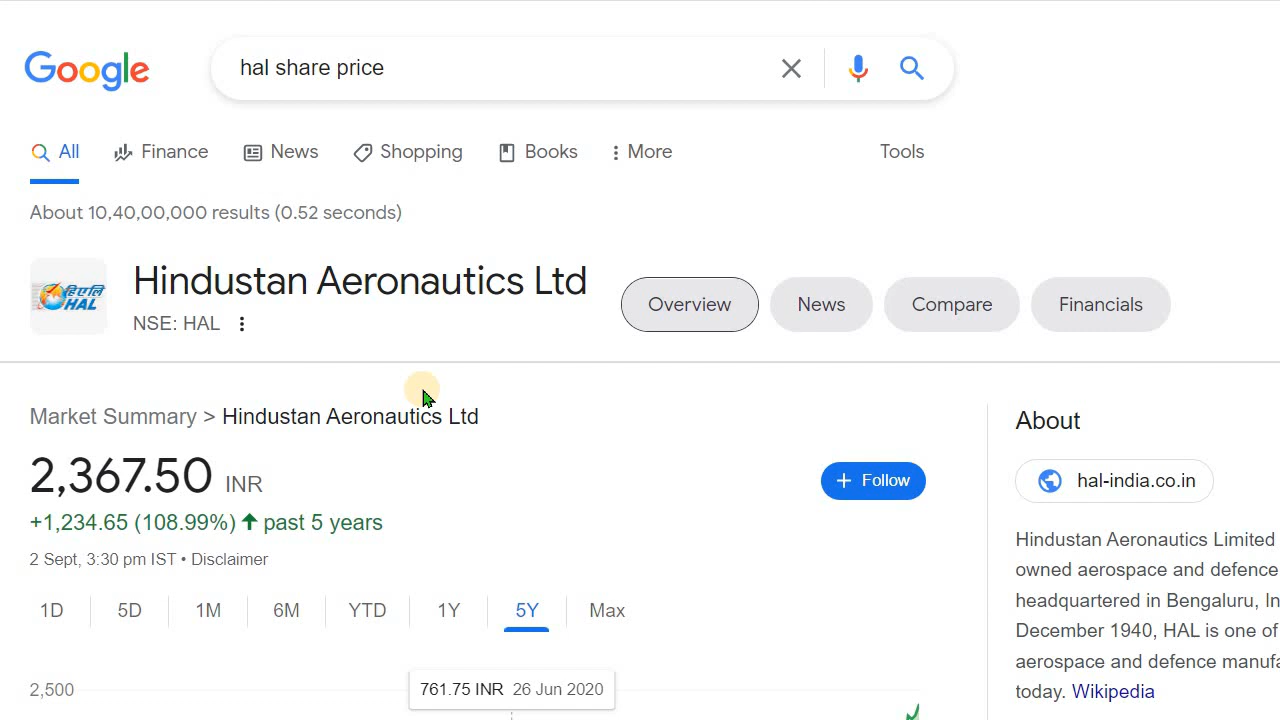 Google
hal share price
All Finance News Shopping Books More Tools
About 10,40,00,000 results (0.52 seconds)
हिएलि
HAL
Hindustan Aeronautics Ltd
NSE: HAL
Overview News Compare Financials
Market Summary > Hindustan Aeronautics Ltd
2,367.50 INR
+ Follow
+1,234.65 (108.99%) past 5 years
2 Sept, 3:30 pm IST • Disclaimer
1D 5D 1M 6M YTD 1Y 5Y Max
2,500
761.75 INR 26 Jun 2020
About
hal-india.co.in
Hindustan Aeronautics Limited
owned aerospace and defence
headquartered in Bengaluru, In
December 1940, HAL is one of
aerospace and defence manufa
today. Wikipedia